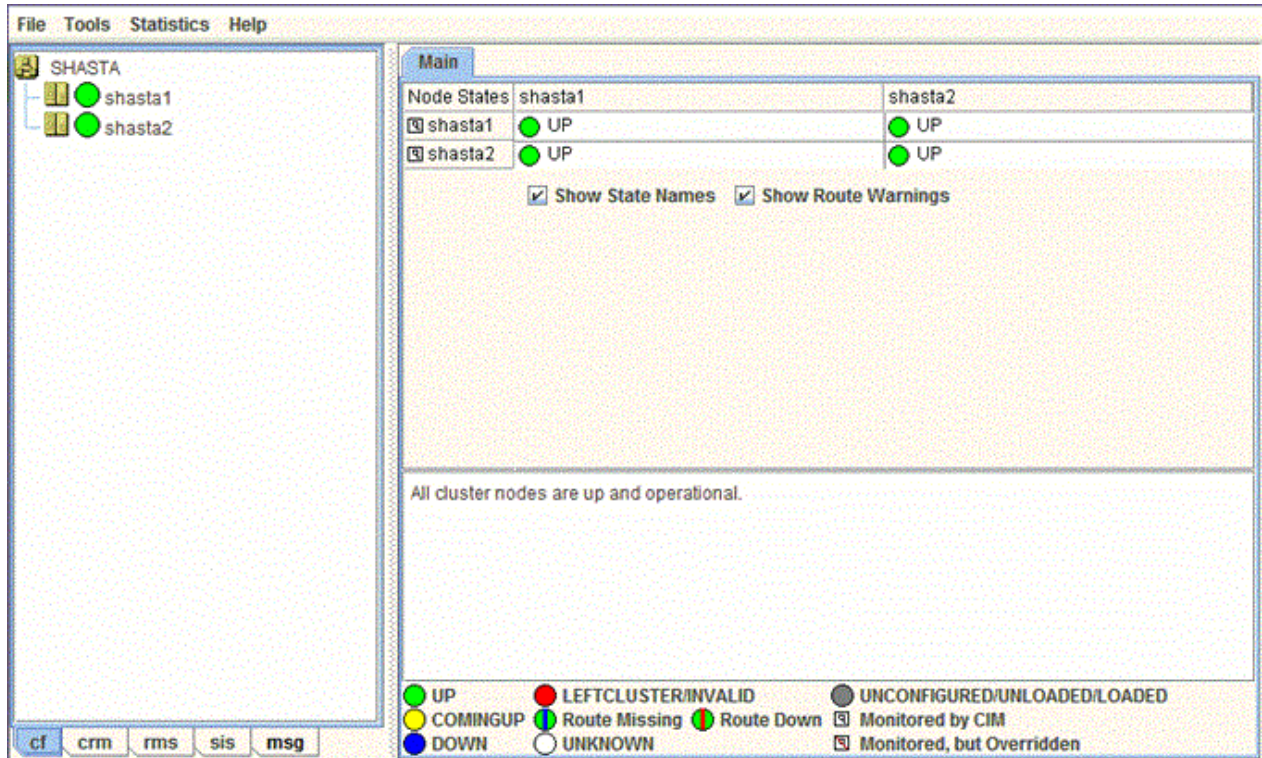 File Tools Statistics Help
SHASTA
shasta1
shasta2
cf crm rms sis msg
Main
Node States shasta1 shasta2
shasta1 UP UP
shasta2 UP UP
Show State Names Show Route Warnings
All cluster nodes are up and operational.
UP LEFTCLUSTER/INVALID UNCONFIGURED/UNLOADED/LOADED
COMINGUP Route Missing Route Down Monitored by CIM
DOWN UNKNOWN Monitored, but Overridden